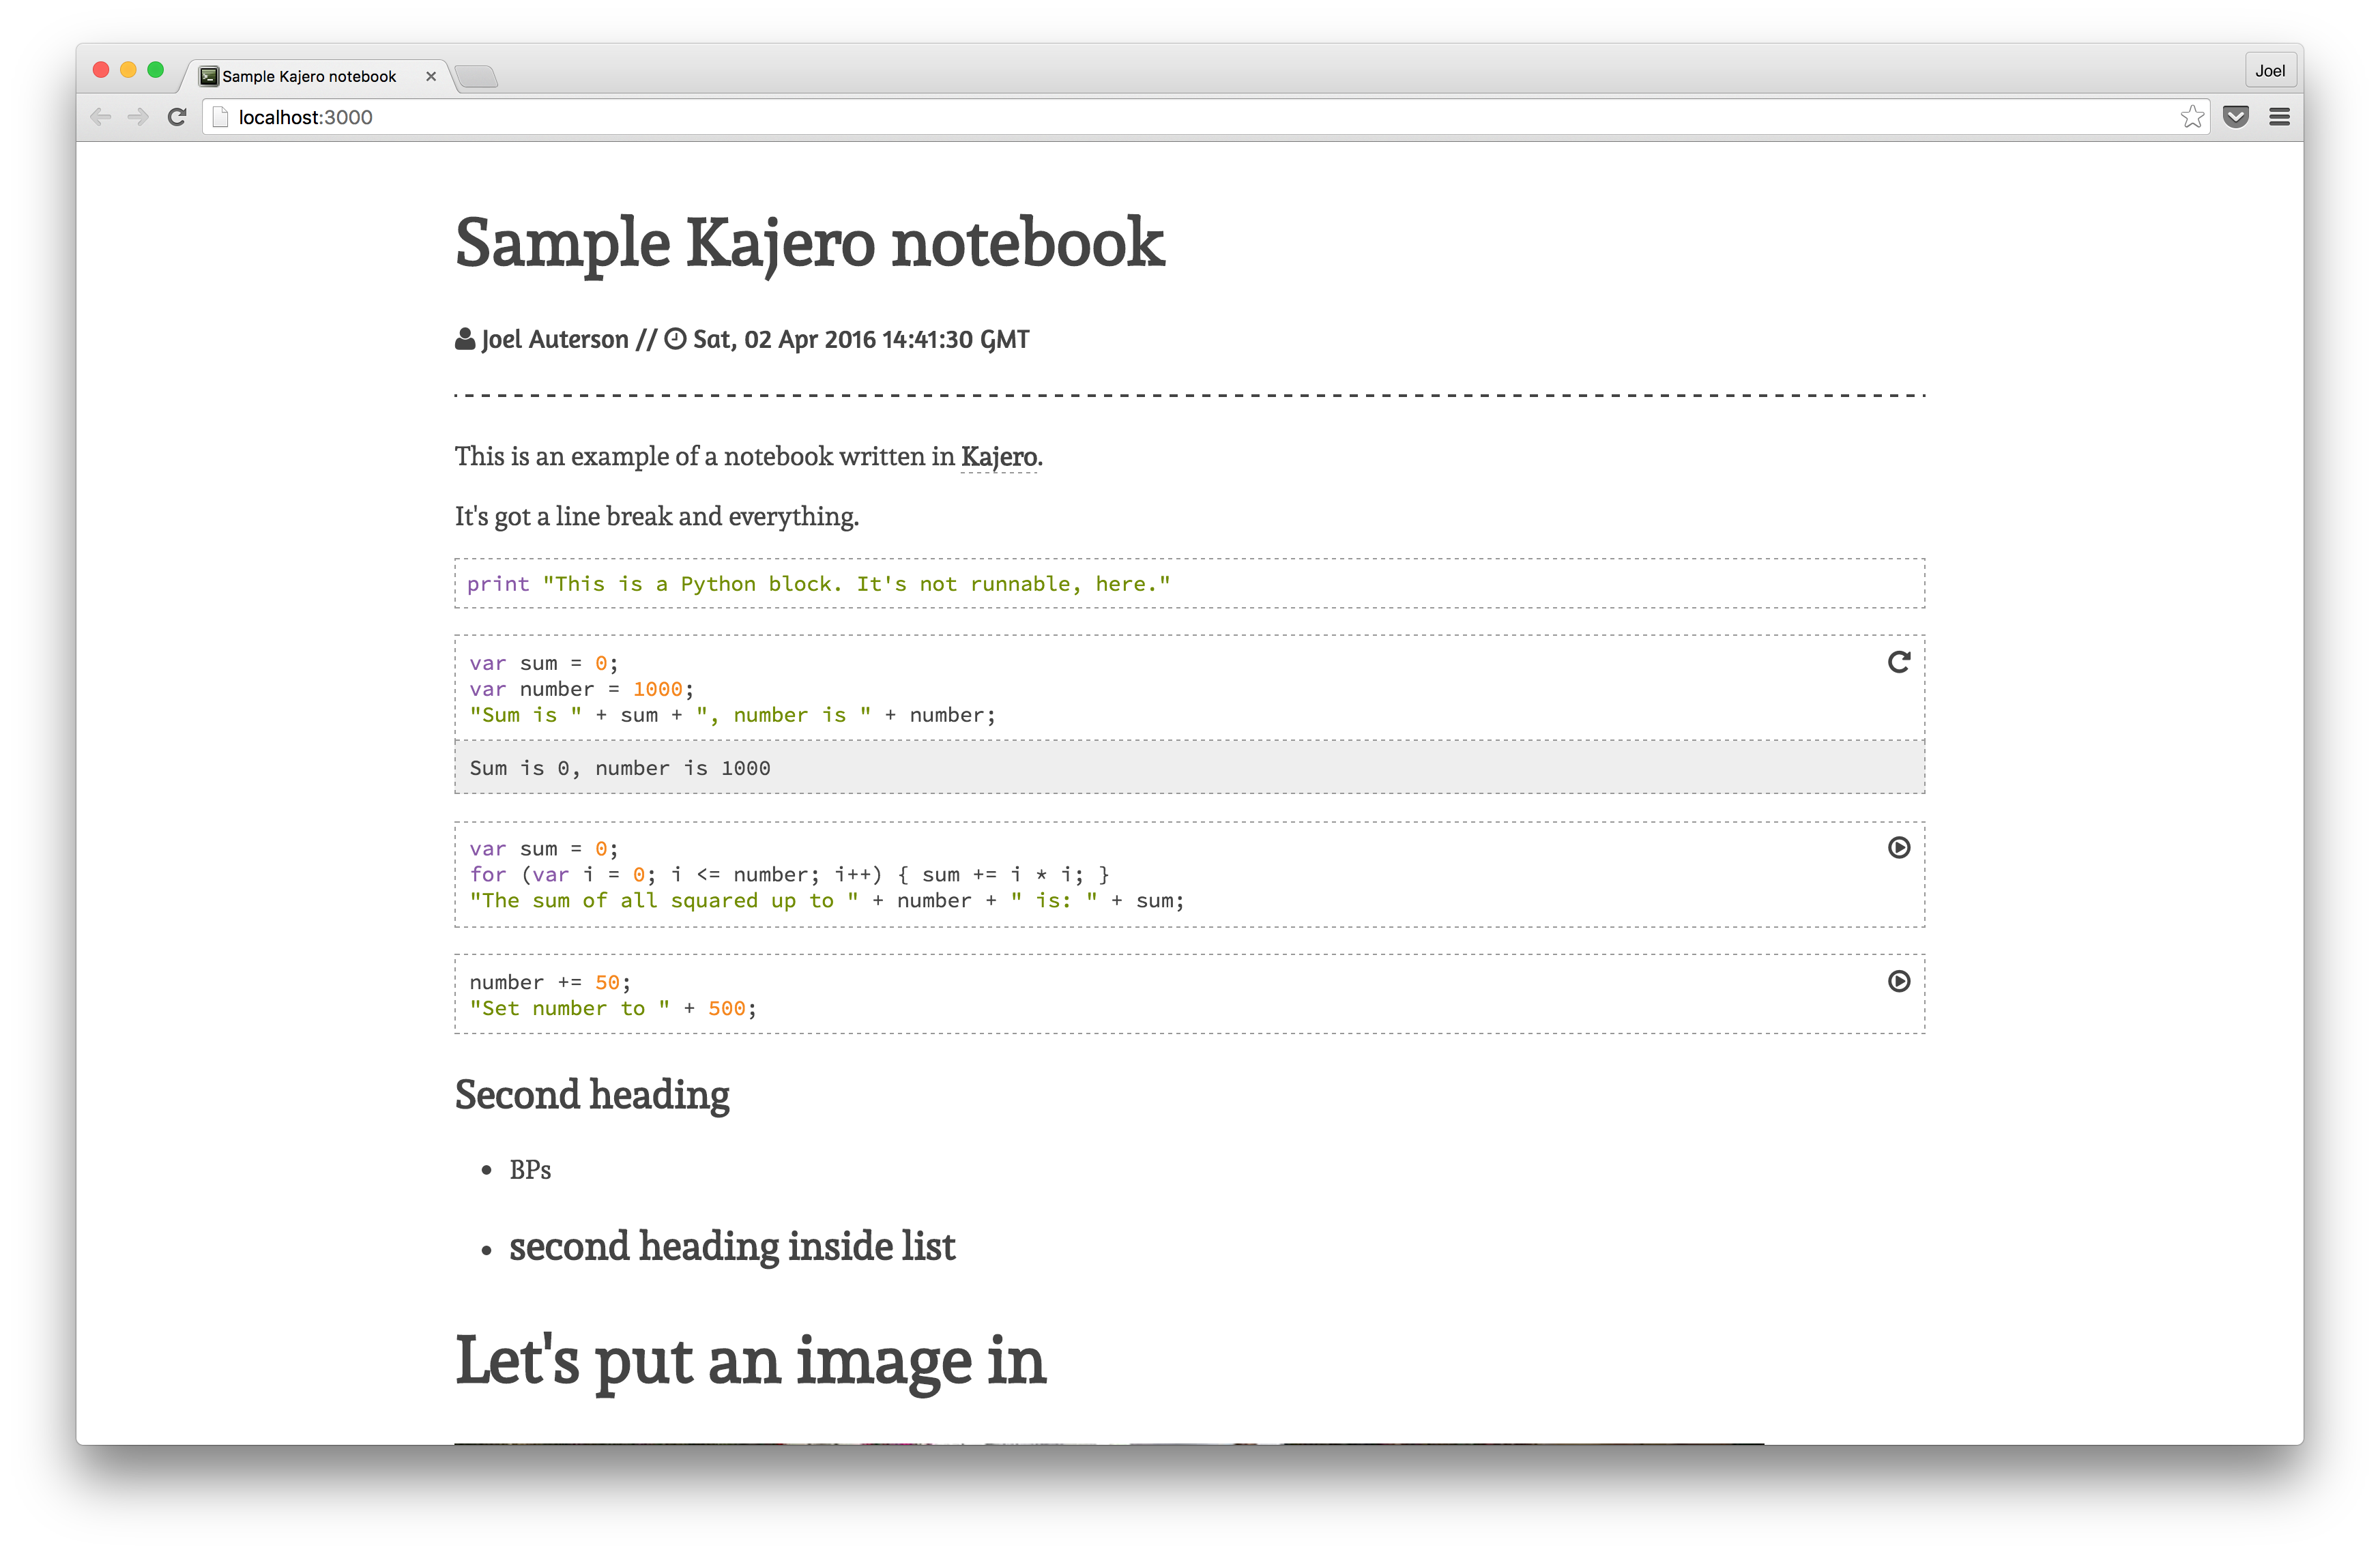 Sample Kajero notebook
Joel
localhost:3000
Sample Kajero notebook
Joel Auterson // Sat, 02 Apr 2016 14:41:30 GMT
This is an example of a notebook written in Kajero.
It's got a line break and everything.
print "This is a Python block. It's not runnable, here."
var sum = 0;
var number = 1000;
"Sum is " + sum + ", number is " + number;
Sum is 0, number is 1000
var sum = 0;
for (var i = 0; i <= number; i++) { sum += i * i; }
"The sum of all squared up to " + number + " is: " + sum;
number += 50;
"Set number to " + 500;
Second heading
• BPs
• second heading inside list
Let's put an image in